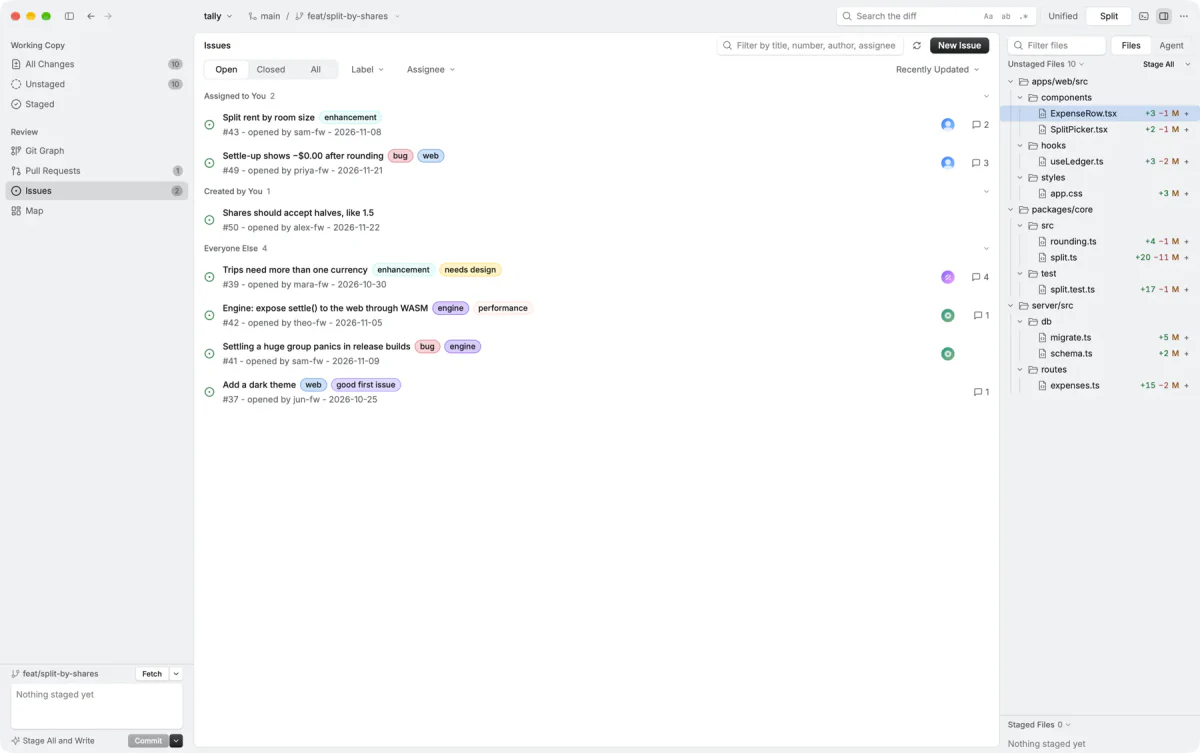 tally main / feat/split-by-shares
Search the diff Aa ab .*
Unified Split
Working Copy
All Changes 10
Unstaged 10
Staged
Review
Git Graph
Pull Requests 1
Issues 2
Map
feat/split-by-shares Fetch
Nothing staged yet
Stage All and Write Commit
Issues
Filter by title, number, author, assignee
New Issue
Open Closed All Label Assignee
Recently Updated
Assigned to You 2
Split rent by room size enhancement
#43 - opened by sam-fw - 2026-11-08
2
Settle-up shows −$0.00 after rounding bug web
#49 - opened by priya-fw - 2026-11-21
3
Created by You 1
Shares should accept halves, like 1.5
#50 - opened by alex-fw - 2026-11-22
Everyone Else 4
Trips need more than one currency enhancement needs design
#39 - opened by mara-fw - 2026-10-30
4
Engine: expose settle() to the web through WASM engine performance
#42 - opened by theo-fw - 2026-11-05
1
Settling a huge group panics in release builds bug engine
#41 - opened by sam-fw - 2026-11-09
Add a dark theme web good first issue
#37 - opened by jun-fw - 2026-10-25
1
Filter files
Files Agent
Unstaged Files 10 Stage All
apps/web/src
components
ExpenseRow.tsx +3 −1 M +
SplitPicker.tsx +2 −1 M +
hooks
useLedger.ts +3 −2 M +
styles
app.css +3 M +
packages/core
src
rounding.ts +4 −1 M +
split.ts +20 −11 M +
test
split.test.ts +17 −1 M +
server/src
db
migrate.ts +5 M +
schema.ts +2 M +
routes
expenses.ts +15 −2 M +
Staged Files 0
Nothing staged yet